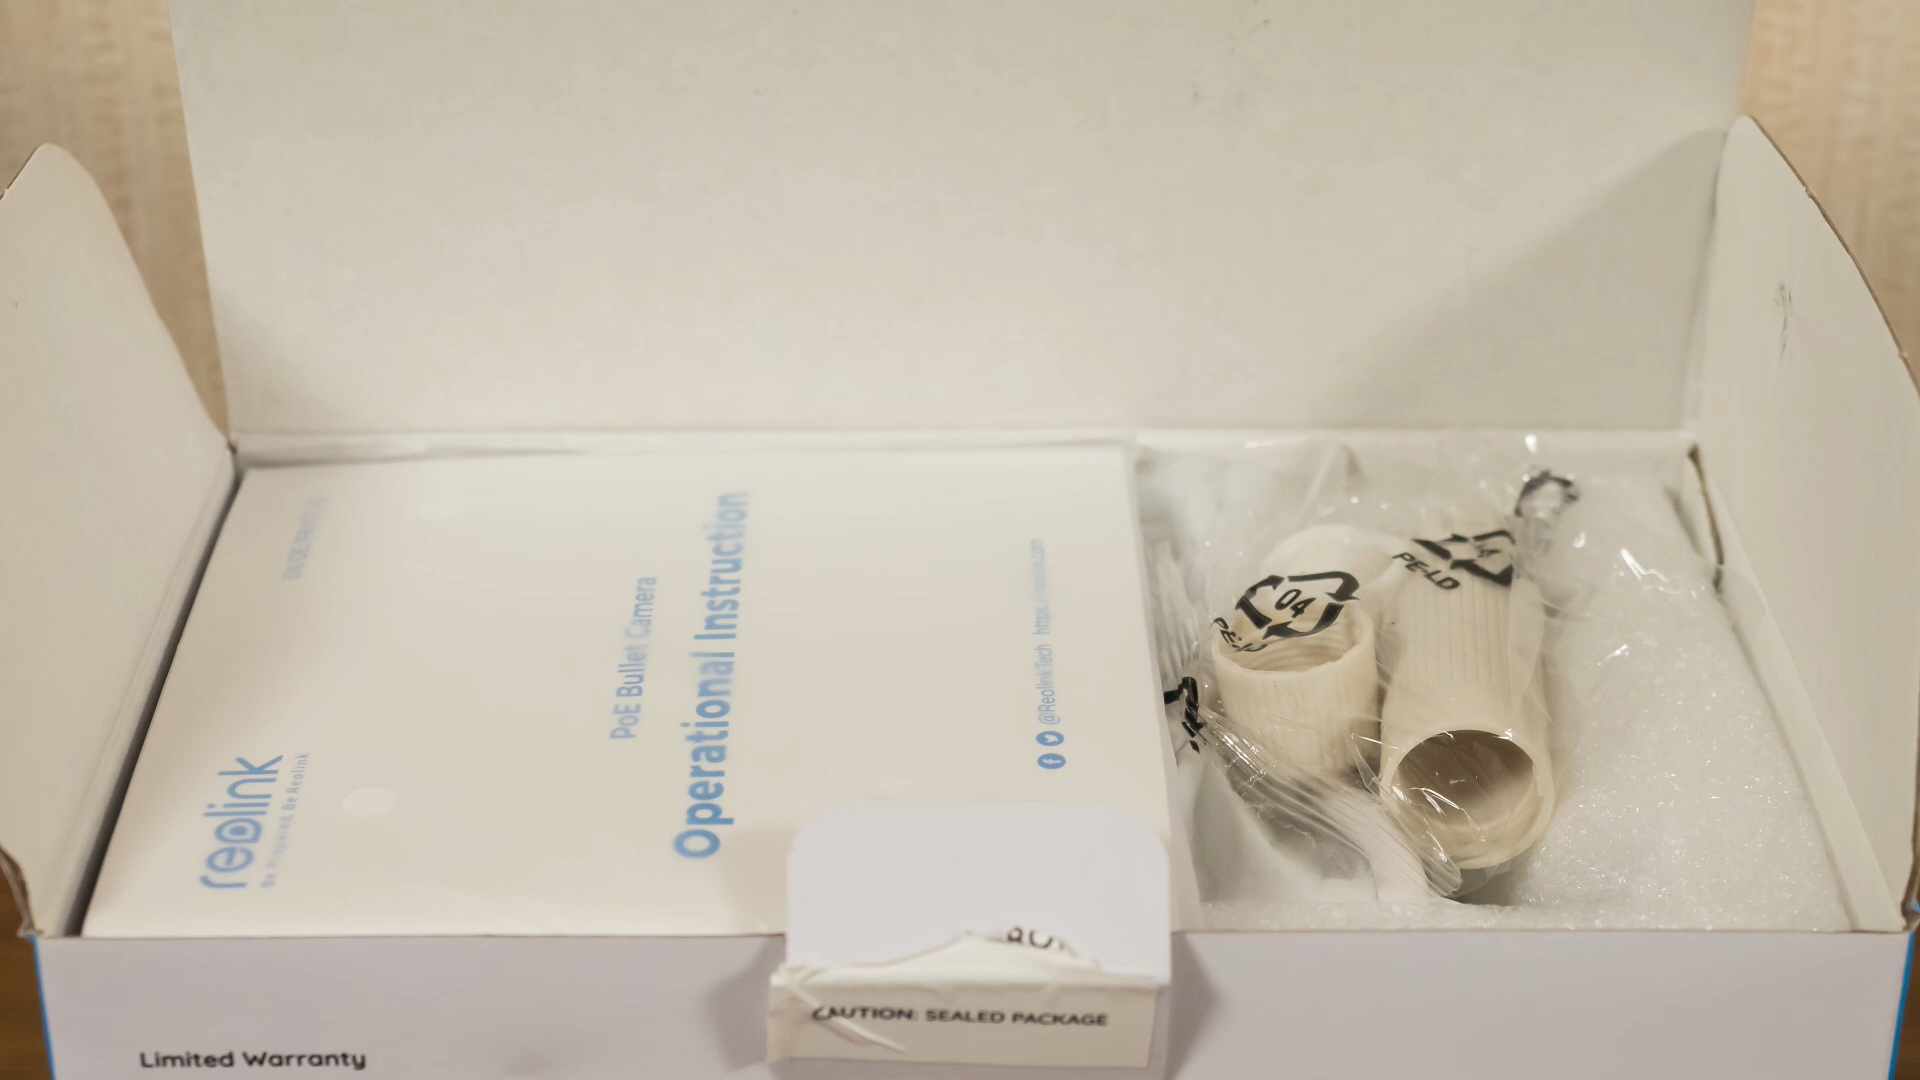 reolink
Be Prepared, Be Reolink
PoE Bullet Camera
Operational Instruction
@ReolinkTech https://
04
PE-LD
PE-LD
CAUTION: SEALED PACKAGE
Limited Warranty